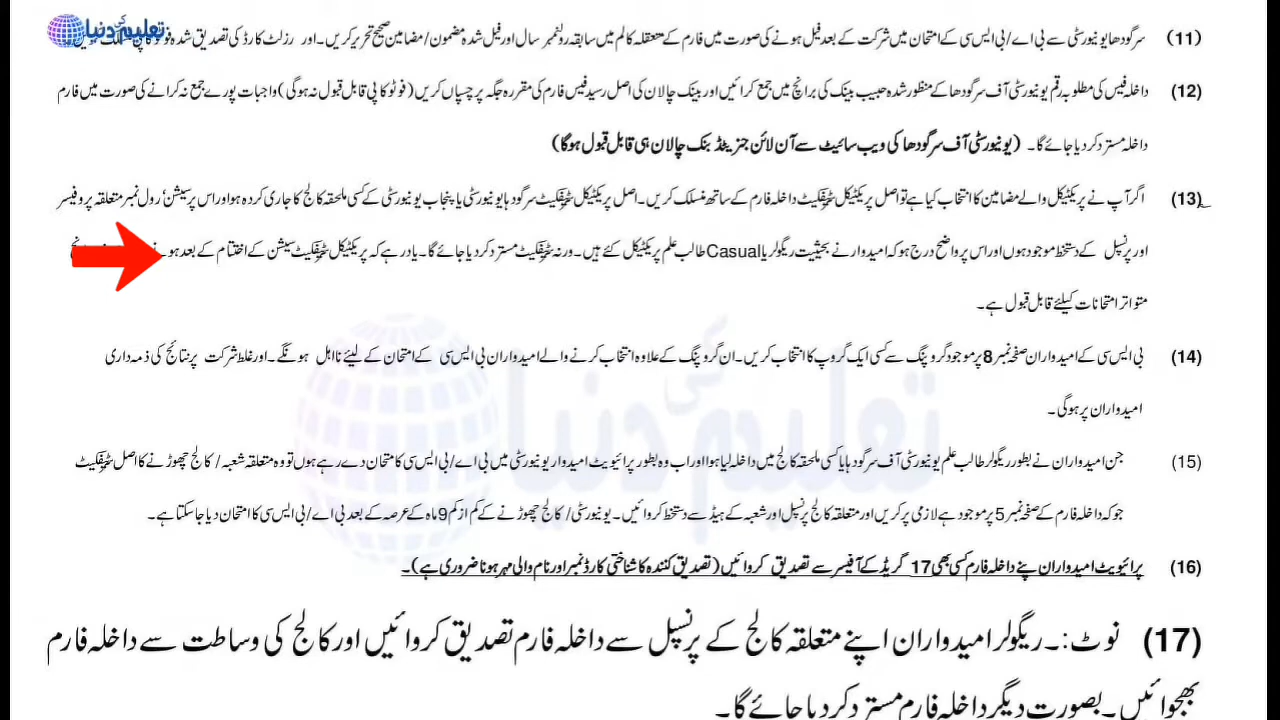 تعلیم کی دنیا
(11) سرگودھا یونیورسٹی سے بی اے/بی ایس سی کے امتحان میں شرکت کے بعد فیل ہونے کی صورت میں فارم کے متعلقہ کالم میں سابقہ رولنمبر سال اور فیل شدہ مضمون/مضامین صحیح تحریر کریں۔ اور رزلٹ کارڈ کی تصدیق شدہ
(12) داخلہ فیس کی مطلوبہ رقم یونیورسٹی آف سرگودھا کے منظور شدہ حبیب بینک کی برانچ میں جمع کرائیں اور بینک چالان کی اصل رسید فیس فارم کی مقررہ جگہ پر چسپاں کریں (فوٹو کاپی قابل قبول نہ ہوگی) واجبات پورے جمع نہ کرانے کی صورت میں فارم
داخلہ مسترد کر دیا جائے گا۔ (یونیورسٹی آف سرگودھا کی ویب سائیٹ سے آن لائن جنریٹڈ بنک چالان ہی قابل قبول ہوگا)
(13) اگر آپ نے پریکٹیکل والے مضامین کا انتخاب کیا ہے تو اصل پریکٹیکل سرٹیفکیٹ داخلہ فارم کے ساتھ منسلک کریں۔ اصل پریکٹیکل سرٹیفکیٹ سرگودہا یونیورسٹی یا پنجاب یونیورسٹی کے کسی ملحقہ کالج کا جاری کردہ ہو اور اس پر سیشن' رول نمبر متعلقہ پروفیسر
اور پرنسپل کے دستخط موجود ہوں اور اس پر واضح درج ہو کہ امیدوار نے بحیثیت ریگولر یا Casual طالب علم پریکٹیکل کئے ہیں۔ ورنہ سرٹیفکیٹ مسترد کر دیا جائے گا۔ یاد رہے کہ پریکٹیکل سرٹیفکیٹ سیشن کے اختتام کے بعد
متواتر امتحانات کیلئے قابل قبول ہے۔
(14) بی ایس سی کے امیدواران صفحہ نمبر 8 پر موجود گروپنگ سے کسی ایک گروپ کا انتخاب کریں۔ ان گروپنگ کے علاوہ انتخاب کرنے والے امیدواران بی ایس سی کے امتحان کے لیئے نااہل ہونگے۔ اور غلط شرکت پر نتائج کی ذمہ داری
امیدواران پر ہوگی۔
(15) جن امیدواران نے بطور ریگولر طالب علم یونیورسٹی آف سرگودہا یا کسی ملحقہ کالج میں داخلہ لیا ہو اور اب وہ بطور پرائیویٹ امیدوار یونیورسٹی میں بی اے/بی ایس سی کا امتحان دے رہے ہوں تو وہ متعلقہ شعبہ/کالج چھوڑنے کا اصل سرٹیفکیٹ
جو کہ داخلہ فارم کے صفحہ نمبر 5 پر موجود ہے لازمی پر کریں اور متعلقہ کالج پرنسپل اور شعبہ کے ہیڈ سے دستخط کروائیں۔ یونیورسٹی/کالج چھوڑنے کے کم از کم 9 ماہ کے عرصہ کے بعد بی اے/بی ایس سی کا امتحان دیا جا سکتا ہے۔
(16) پرائیویٹ امیدواران اپنے داخلہ فارم کسی بھی 17 گریڈ کے آفیسر سے تصدیق کروائیں (تصدیق کنندہ کا شناختی کارڈ نمبر اور نام والی مہر ہونا ضروری ہے)۔
(17) نوٹ:۔ ریگولر امیدواران اپنے متعلقہ کالج کے پرنسپل سے داخلہ فارم تصدیق کروائیں اور کالج کی وساطت سے داخلہ فارم
بھجوائیں۔ بصورت دیگر داخلہ فارم مسترد کر دیا جائے گا۔